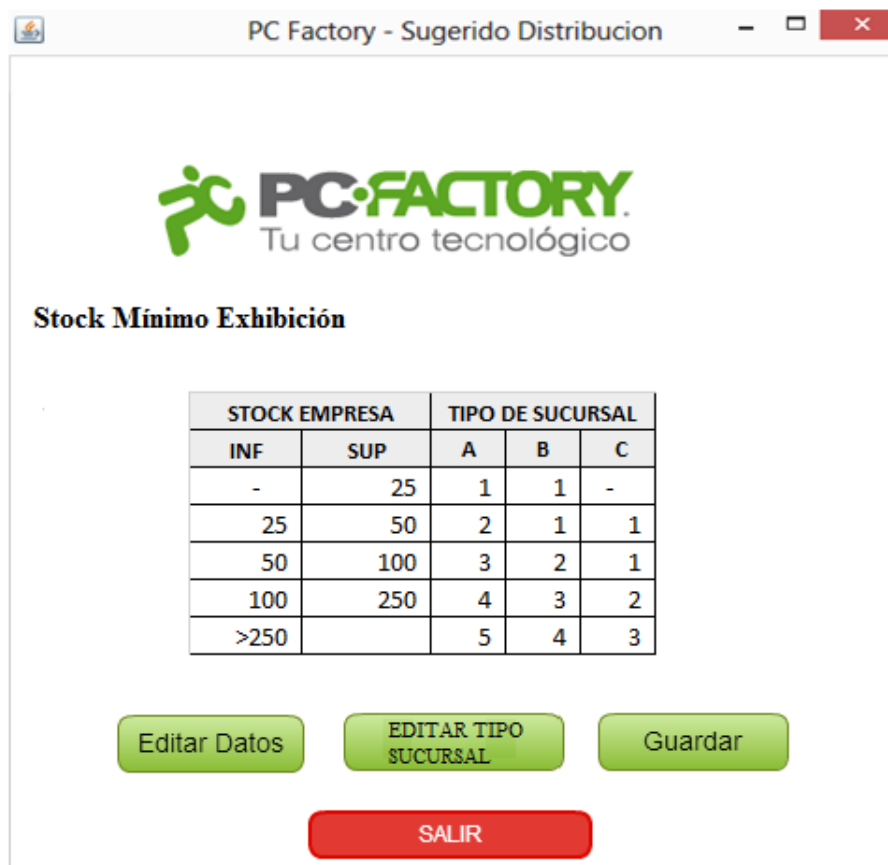 PC Factory - Sugerido Distribucion
PC·FACTORY.
Tu centro tecnológico
Stock Mínimo Exhibición
STOCK EMPRESA TIPO DE SUCURSAL
INF SUP A B C
- 25 1 1 -
25 50 2 1 1
50 100 3 2 1
100 250 4 3 2
>250 5 4 3
Editar Datos
EDITAR TIPO
SUCURSAL
Guardar
SALIR